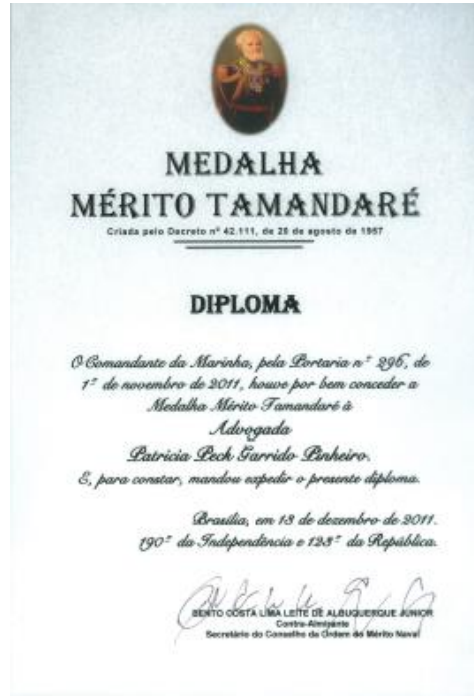 MEDALHA
MÉRITO TAMANDARÉ
Criada pelo Decreto nº 42.111, de 20 de agosto de 1957
DIPLOMA
O Comandante da Marinha, pela Portaria nº 296, de
1º de novembro de 2011, houve por bem conceder a
Medalha Mérito Tamandaré à
Advogada
Patricia Peck Garrido Pinheiro.
E, para constar, mandou expedir o presente diploma.
Brasília, em 13 de dezembro de 2011.
190º da Independência e 123º da República.
BENTO COSTA LIMA LEITE DE ALBUQUERQUE JUNIOR
Contra-Almirante
Secretário do Conselho da Ordem do Mérito Naval